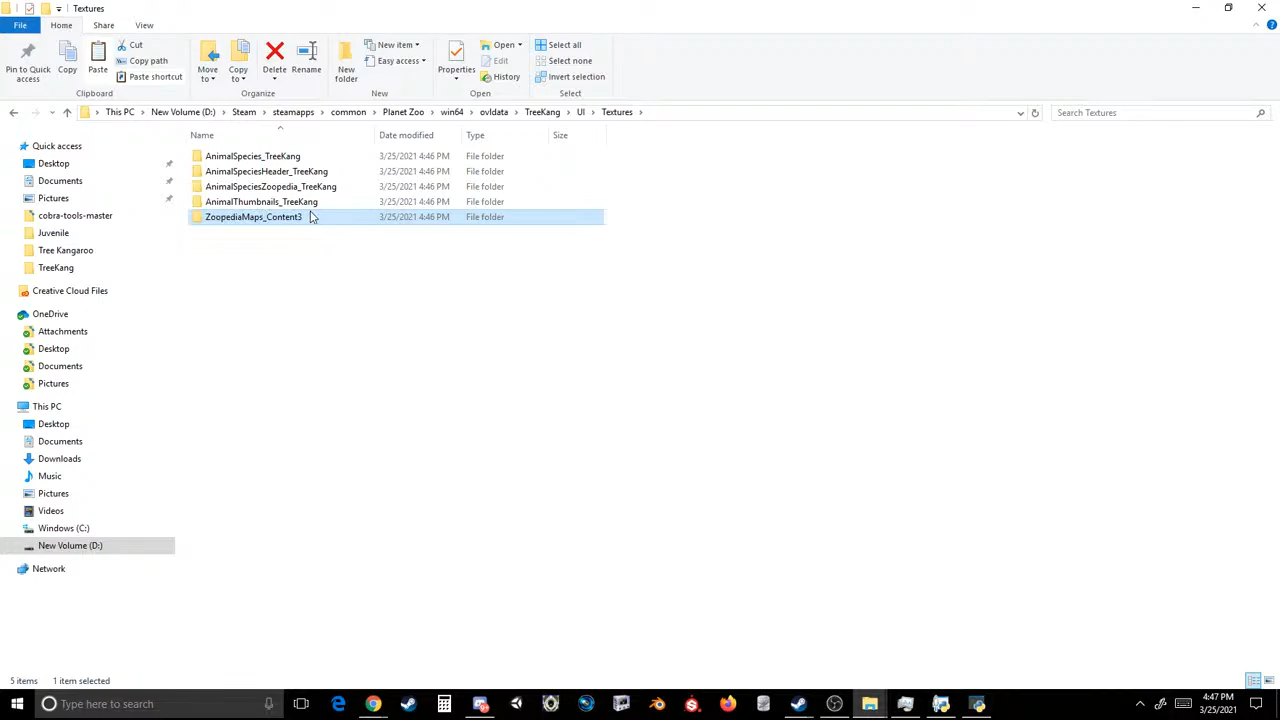 Textures
File
Home
Share
View
Pin to Quick access
Copy
Paste
Cut
Copy path
Paste shortcut
Clipboard
Move to
Copy to
Delete
Rename
Organize
New folder
New item
Easy access
New
Properties
Open
Edit
History
Open
Select all
Select none
Invert selection
Select
This PC > New Volume (D:) > Steam > steamapps > common > Planet Zoo > win64 > ovldata > TreeKang > UI > Textures >
Search Textures
Name Date modified Type Size
AnimalSpecies_TreeKang 3/25/2021 4:46 PM File folder
AnimalSpeciesHeader_TreeKang 3/25/2021 4:46 PM File folder
AnimalSpeciesZoopedia_TreeKang 3/25/2021 4:46 PM File folder
AnimalThumbnails_TreeKang 3/25/2021 4:46 PM File folder
ZoopediaMaps_Content3 3/25/2021 4:46 PM File folder
Quick access
Desktop
Documents
Pictures
cobra-tools-master
Juvenile
Tree Kangaroo
TreeKang
Creative Cloud Files
OneDrive
Attachments
Desktop
Documents
Pictures
This PC
Desktop
Documents
Downloads
Music
Pictures
Videos
Windows (C:)
New Volume (D:)
Network
5 items 1 item selected
Type here to search
4:47 PM
3/25/2021